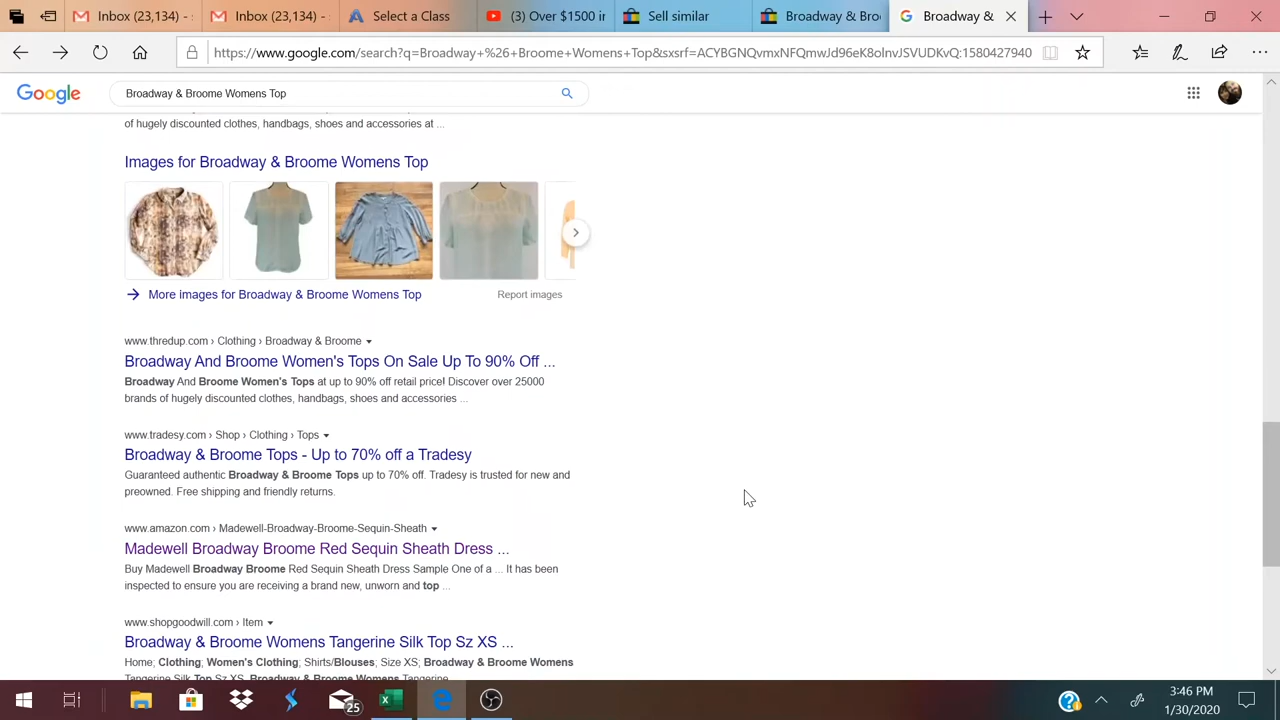 Inbox (23,134) -
Inbox (23,134) -
Select a Class
(3) Over $1500 in
Sell similar
Broadway & Bro
Broadway &
https://www.google.com/search?q=Broadway+%26+Broome+Womens+Top&sxsrf=ACYBGNQvmxNFQmwJd96eK8oInvJSVUDKvQ:1580427940
Google
Broadway & Broome Womens Top
of hugely discounted clothes, handbags, shoes and accessories at ...
Images for Broadway & Broome Womens Top
More images for Broadway & Broome Womens Top
Report images
www.thredup.com › Clothing › Broadway & Broome
Broadway And Broome Women's Tops On Sale Up To 90% Off ...
Broadway And Broome Women's Tops at up to 90% off retail price! Discover over 25000
brands of hugely discounted clothes, handbags, shoes and accessories ...
www.tradesy.com › Shop › Clothing › Tops
Broadway & Broome Tops - Up to 70% off a Tradesy
Guaranteed authentic Broadway & Broome Tops up to 70% off. Tradesy is trusted for new and
preowned. Free shipping and friendly returns.
www.amazon.com › Madewell-Broadway-Broome-Sequin-Sheath
Madewell Broadway Broome Red Sequin Sheath Dress ...
Buy Madewell Broadway Broome Red Sequin Sheath Dress Sample One of a ... It has been
inspected to ensure you are receiving a brand new, unworn and top ...
www.shopgoodwill.com › Item
Broadway & Broome Womens Tangerine Silk Top Sz XS ...
Home; Clothing; Women's Clothing; Shirts/Blouses; Size XS; Broadway & Broome Womens
Tangerine Silk Top Sz XS. Broadway & Broome Womens Tangerine
25
3:46 PM
1/30/2020